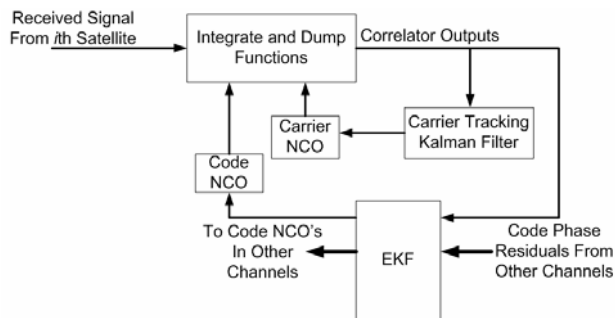 Received Signal
From ith Satellite
Integrate and Dump
Functions
Correlator Outputs
Carrier
NCO
Carrier Tracking
Kalman Filter
Code
NCO
To Code NCO's
In Other
Channels
EKF
Code Phase
Residuals From
Other Channels